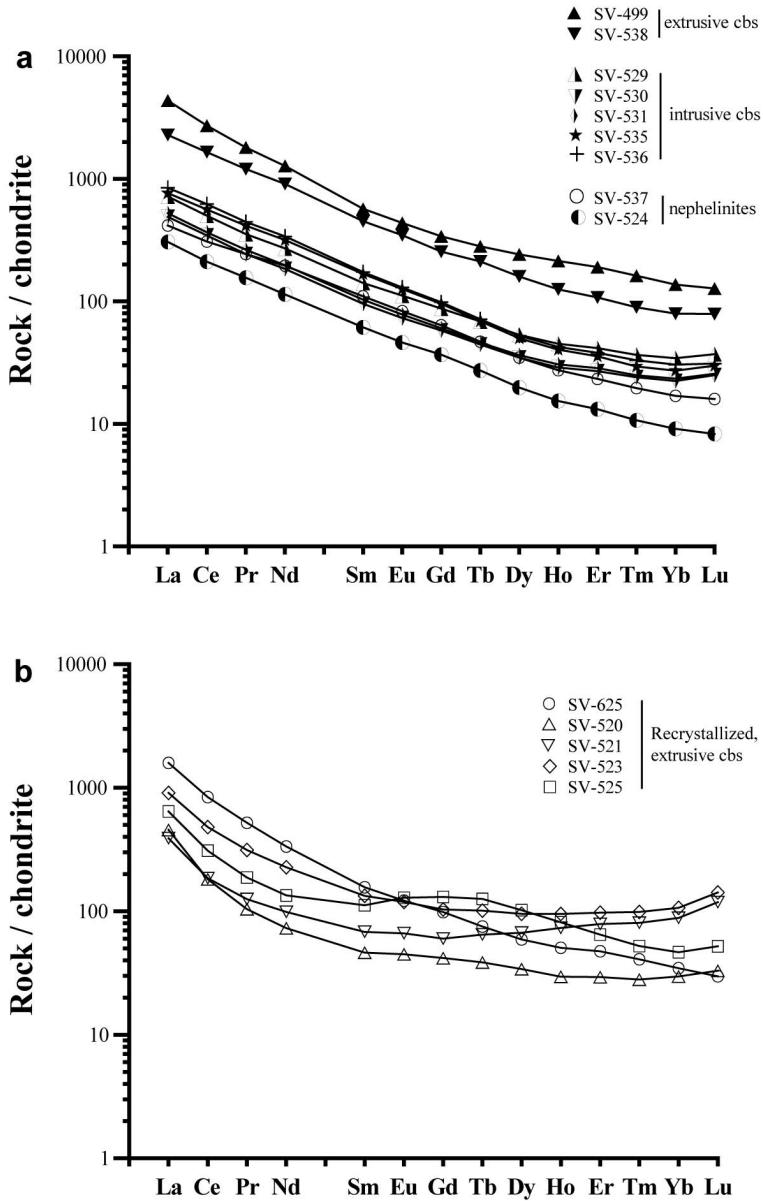 a
SV-499
SV-538
extrusive cbs
SV-529
SV-530
SV-531
SV-535
SV-536
intrusive cbs
SV-537
SV-524
nephelinites
Rock / chondrite
10000
1000
100
10
1
La Ce Pr Nd Sm Eu Gd Tb Dy Ho Er Tm Yb Lu
b
SV-625
SV-520
SV-521
SV-523
SV-525
Recrystallized,
extrusive cbs
Rock / chondrite
10000
1000
100
10
1
La Ce Pr Nd Sm Eu Gd Tb Dy Ho Er Tm Yb Lu